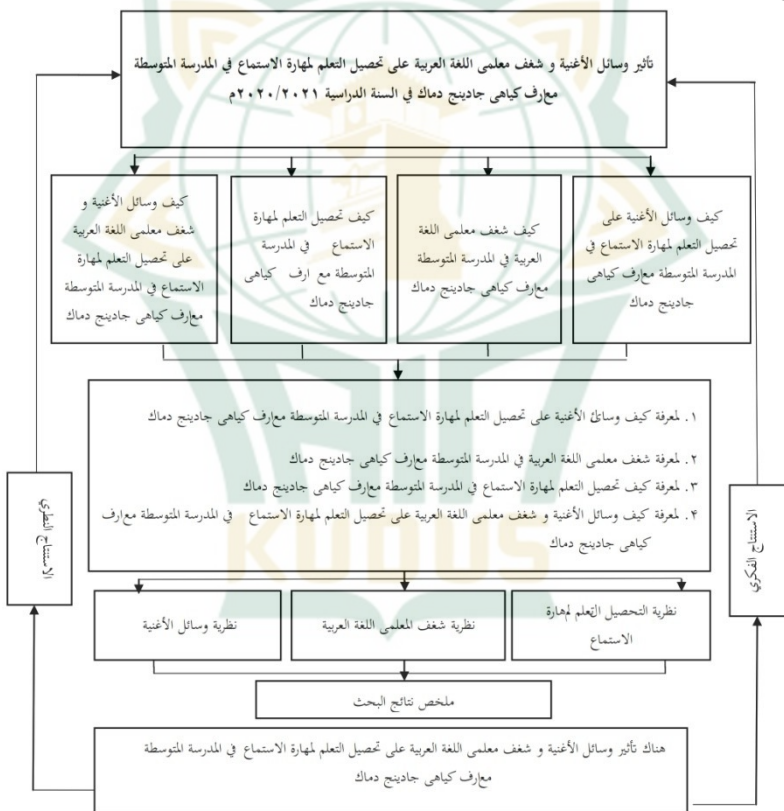 تأثير وسائل الأغنية و شغف معلمى اللغة العربية على تحصيل التعلم لمهارة الاستماع في المدرسة المتوسطة
معارف كياهى جادينج دماك في السنة الدراسية ٢٠٢٠/٢٠٢١م
كيف وسائل الأغنية على
تحصيل التعلم لمهارة الاستماع في
المدرسة المتوسطة معارف كياهى
جادينج دماك
كيف شغف معلمى اللغة
العربية في المدرسة المتوسطة
معارف كياهى جادينج دماك
كيف تحصيل التعلم لمهارة
الاستماع في المدرسة
المتوسطة مع ارف كياهى
جادينج دماك
كيف وسائل الأغنية و
شغف معلمى اللغة العربية
على تحصيل التعلم لمهارة
الاستماع في المدرسة المتوسطة
معارف كياهى جادينج دماك
١. لمعرفة كيف وسائل الأغنية على تحصيل التعلم لمهارة الاستماع في المدرسة المتوسطة معارف كياهى جادينج دماك
٢. لمعرفة شغف معلمى اللغة العربية في المدرسة المتوسطة معارف كياهى جادينج دماك
٣. لمعرفة كيف تحصيل التعلم لمهارة الاستماع في المدرسة المتوسطة معارف كياهى جادينج دماك
۴. لمعرفة كيف وسائل الأغنية و شغف معلمى اللغة العربية على تحصيل التعلم لمهارة الاستماع في المدرسة المتوسطة معارف
كياهى جادينج دماك
الاستنتاج الفكري
الاستنتاج النظري
KUDUS
نظرية التحصيل التعلم لمهارة
الاستماع
نظرية شغف المعلمى اللغة العربية
نظرية وسائل الأغنية
ملخص نتائج البحث
هناك تأثير وسائل الأغنية و شغف معلمى اللغة العربية على تحصيل التعلم لمهارة الاستماع في المدرسة المتوسطة
معارف كياهى جادينج دماك